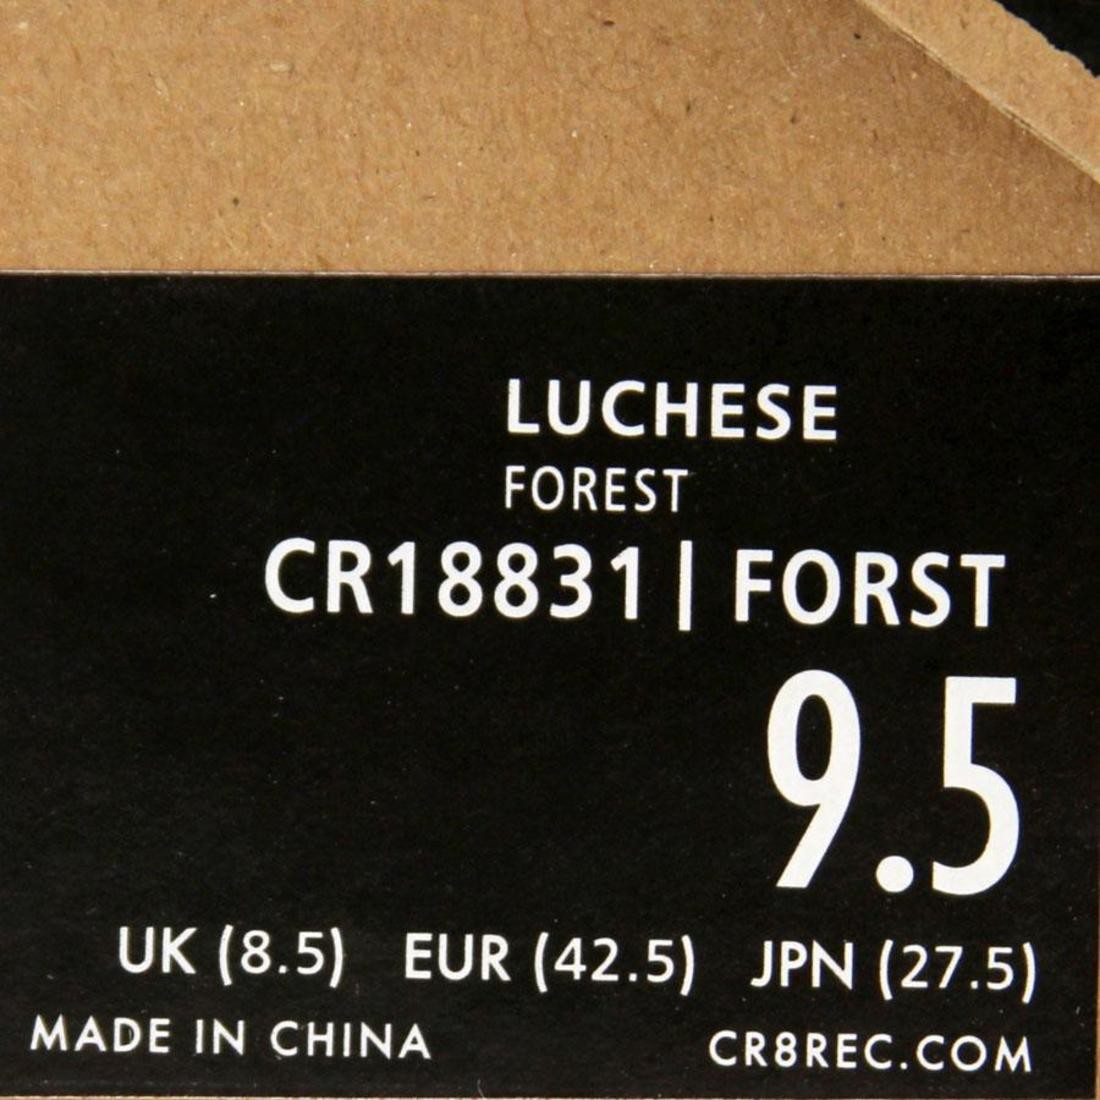 LUCHESE
FOREST
CR18831 | FORST
9.5
UK (8.5) EUR (42.5) JPN (27.5)
MADE IN CHINA CR8REC.COM